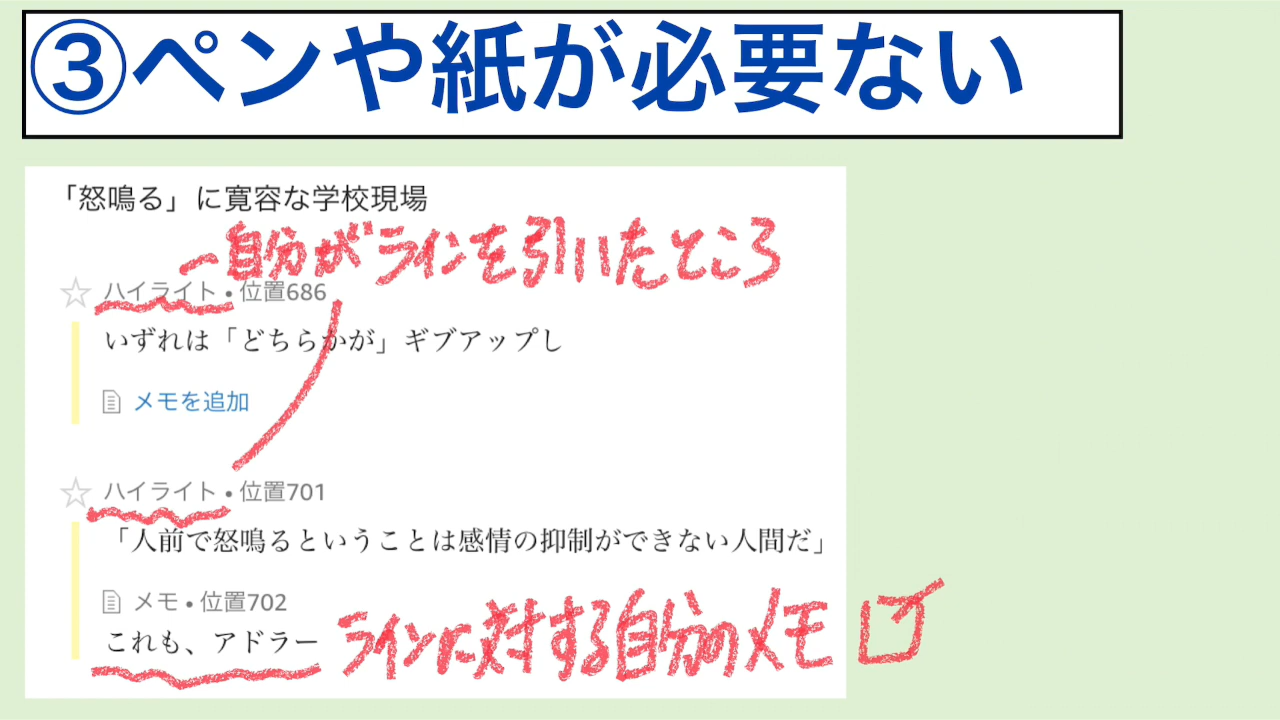 ③ペンや紙が必要ない
「怒鳴る」に寛容な学校現場
自分がラインを引いたところ
ハイライト • 位置686
いずれは「どちらかが」ギブアップし
メモを追加
ハイライト • 位置701
「人前で怒鳴るということは感情の抑制ができない人間だ」
メモ • 位置702
これも、アドラー
ラインに対する自分のメモ